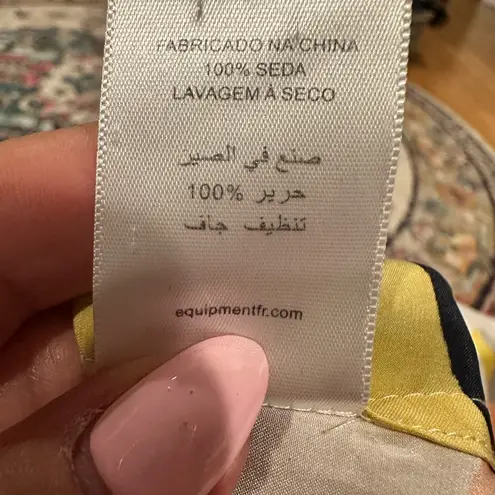 FABRICADO NA CHINA
100% SEDA
LAVAGEM À SECO
صنع في الصين
حرير 100%
تنظيف جاف
equipmentfr.com